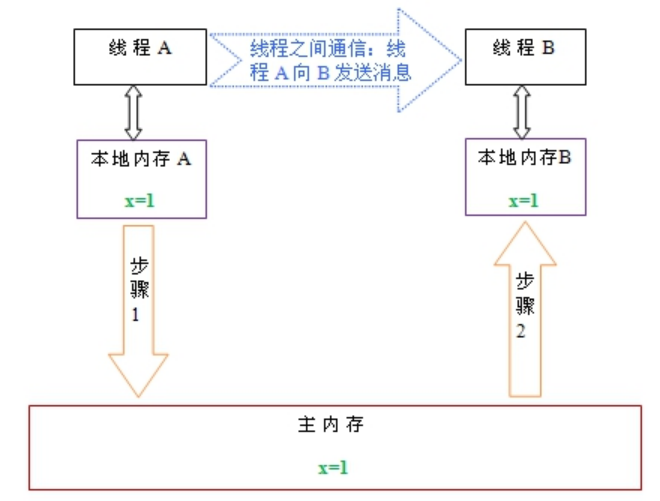 线程 A
线程之间通信：线
程 A 向 B 发送消息
线程 B
本地内存 A
x=1
本地内存B
x=1
步
骤
1
步
骤
2
主内存
x=1